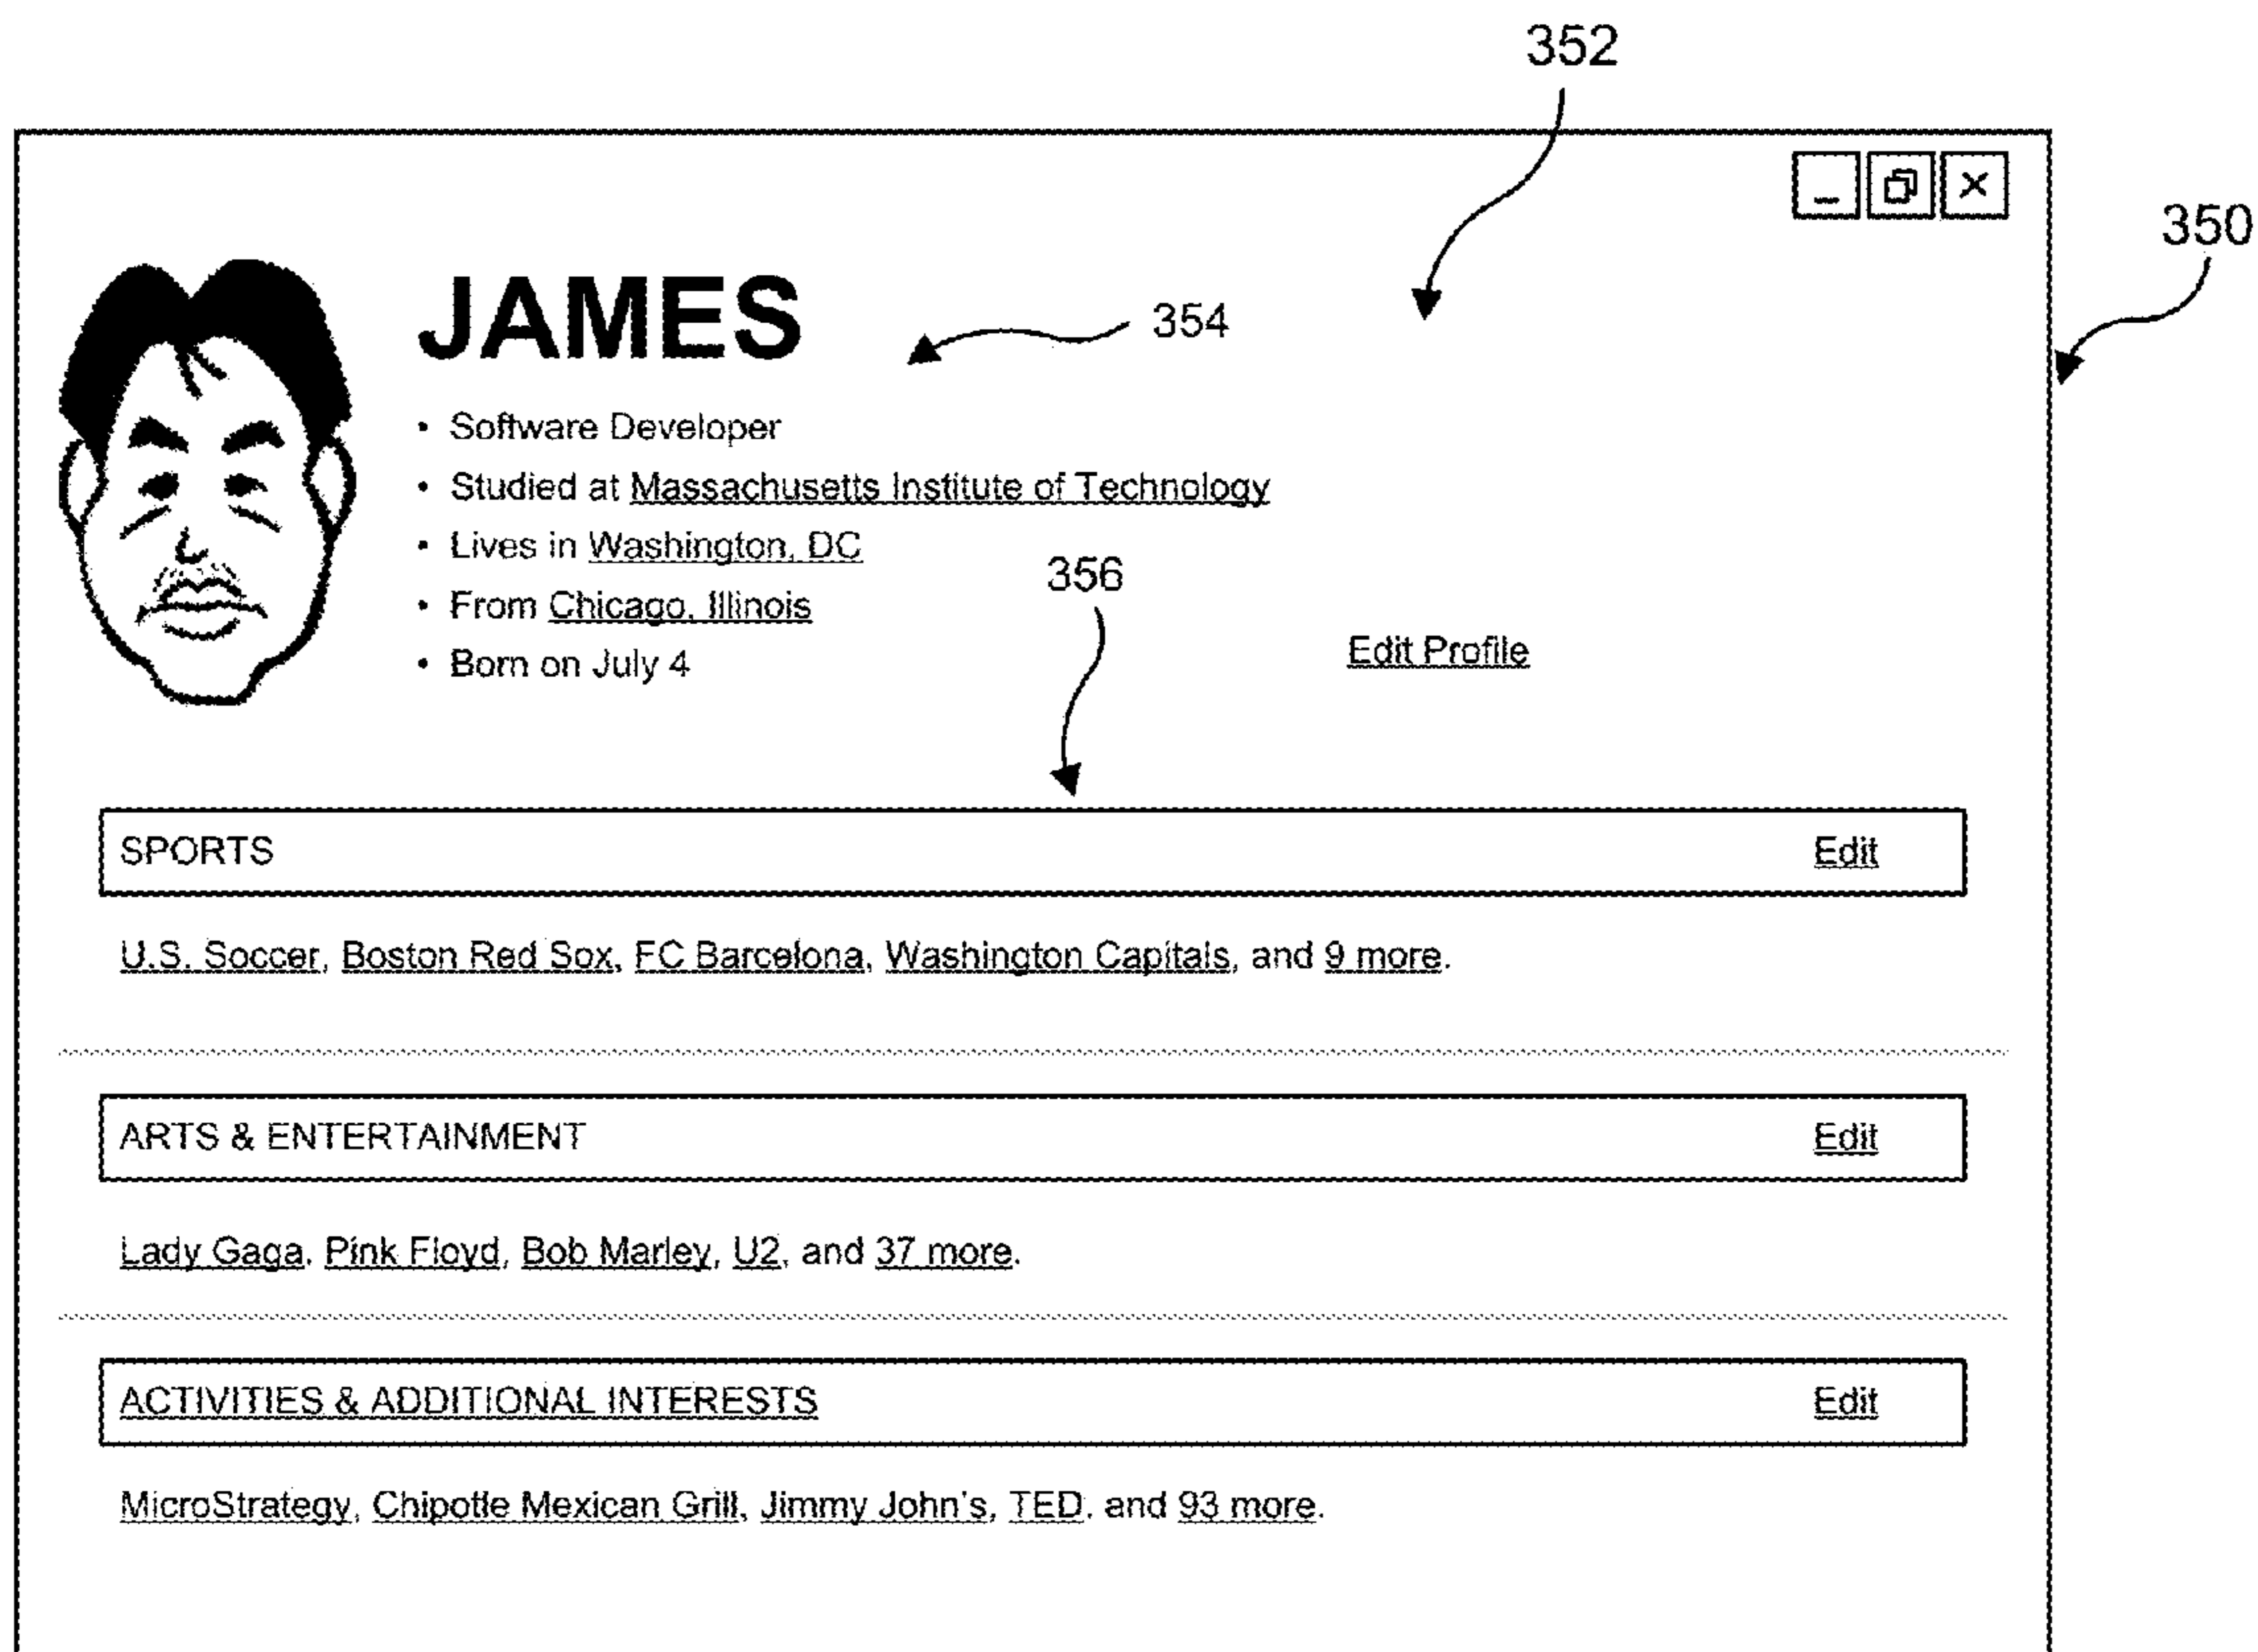 352
350
JAMES
354
• Software Developer
• Studied at Massachusetts Institute of Technology
• Lives in Washington, DC
356
• From Chicago, Illinois
Edit Profile
• Born on July 4
SPORTS Edit
U.S. Soccer, Boston Red Sox, FC Barcelona, Washington Capitals, and 9 more.
ARTS & ENTERTAINMENT Edit
Lady Gaga, Pink Floyd, Bob Marley, U2, and 37 more.
ACTIVITIES & ADDITIONAL INTERESTS Edit
MicroStrategy, Chipotle Mexican Grill, Jimmy John's, TED, and 93 more.